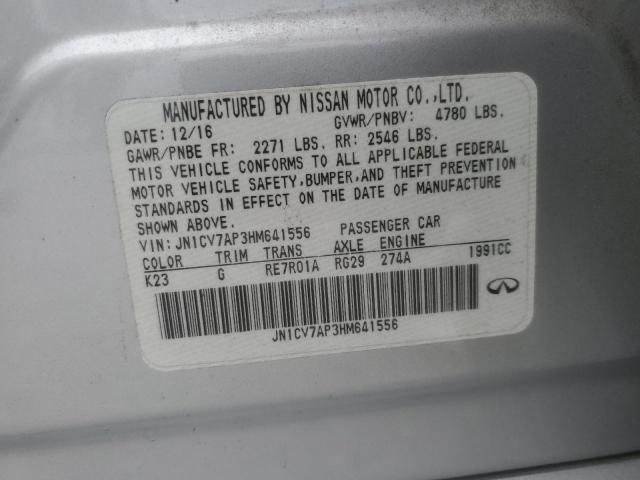 MANUFACTURED BY NISSAN MOTOR CO.,LTD.
DATE: 12/16 GVWR/PNBV: 4780 LBS.
GAWR/PNBE FR: 2271 LBS. RR: 2546 LBS.
THIS VEHICLE CONFORMS TO ALL APPLICABLE FEDERAL
MOTOR VEHICLE SAFETY,BUMPER,AND THEFT PREVENTION
STANDARDS IN EFFECT ON THE DATE OF MANUFACTURE
SHOWN ABOVE.
VIN: JN1CV7AP3HM641556 PASSENGER CAR
COLOR TRIM TRANS AXLE ENGINE
K23 G RE7R01A RG29 274A 1991CC
JN1CV7AP3HM641556